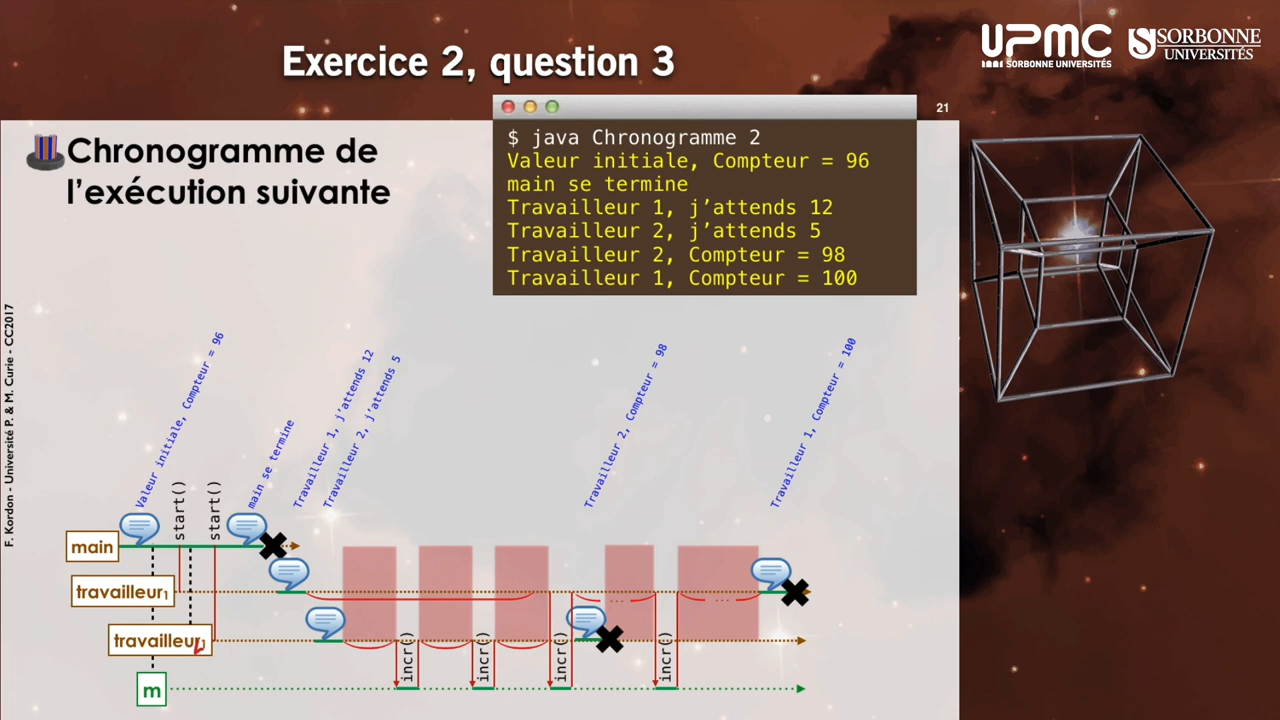 Exercice 2, question 3
UPMC
SORBONNE UNIVERSITÉS
SORBONNE
UNIVERSITÉS
21
Chronogramme de
l’exécution suivante
$ java Chronogramme 2
Valeur initiale, Compteur = 96
main se termine
Travailleur 1, j’attends 12
Travailleur 2, j’attends 5
Travailleur 2, Compteur = 98
Travailleur 1, Compteur = 100
F. Kordon - Université P. & M. Curie - CC2017
Valeur initiale, Compteur = 96
start()
start()
main se termine
Travailleur 1, j’attends 12
Travailleur 2, j’attends 5
Travailleur 2, Compteur = 98
Travailleur 1, Compteur = 100
main
travailleur1
... ...
travailleur
incr()
incr()
incr()
incr()
m